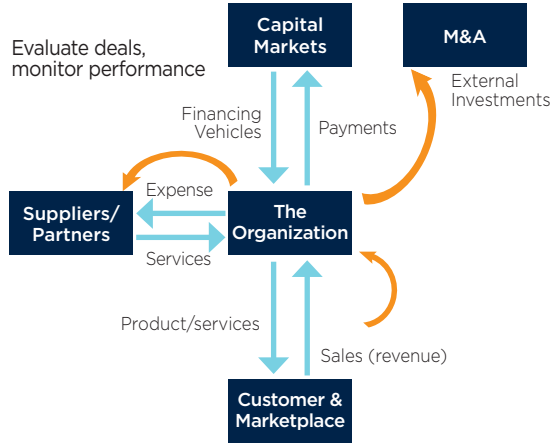 Capital
Markets
M&A
Evaluate deals,
monitor performance
External
Investments
Financing
Vehicles
Payments
Expense
Suppliers/
Partners
The
Organization
Services
Product/services
Sales (revenue)
Customer &
Marketplace